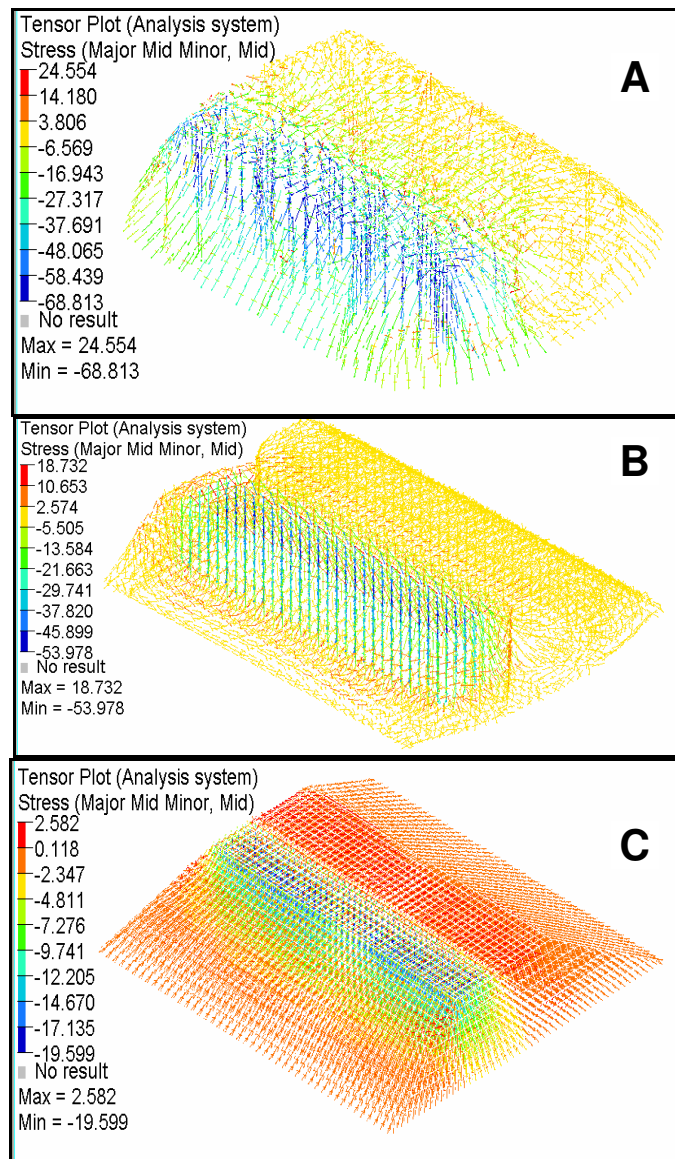 Tensor Plot (Analysis system)
Stress (Major Mid Minor, Mid)
24.554
14.180
3.806
-6.569
-16.943
-27.317
-37.691
-48.065
-58.439
-68.813
No result
Max = 24.554
Min = -68.813
A
Tensor Plot (Analysis system)
Stress (Major Mid Minor, Mid)
18.732
10.653
2.574
-5.505
-13.584
-21.663
-29.741
-37.820
-45.899
-53.978
No result
Max = 18.732
Min = -53.978
B
Tensor Plot (Analysis system)
Stress (Major Mid Minor, Mid)
2.582
0.118
-2.347
-4.811
-7.276
-9.741
-12.205
-14.670
-17.135
-19.599
No result
Max = 2.582
Min = -19.599
C